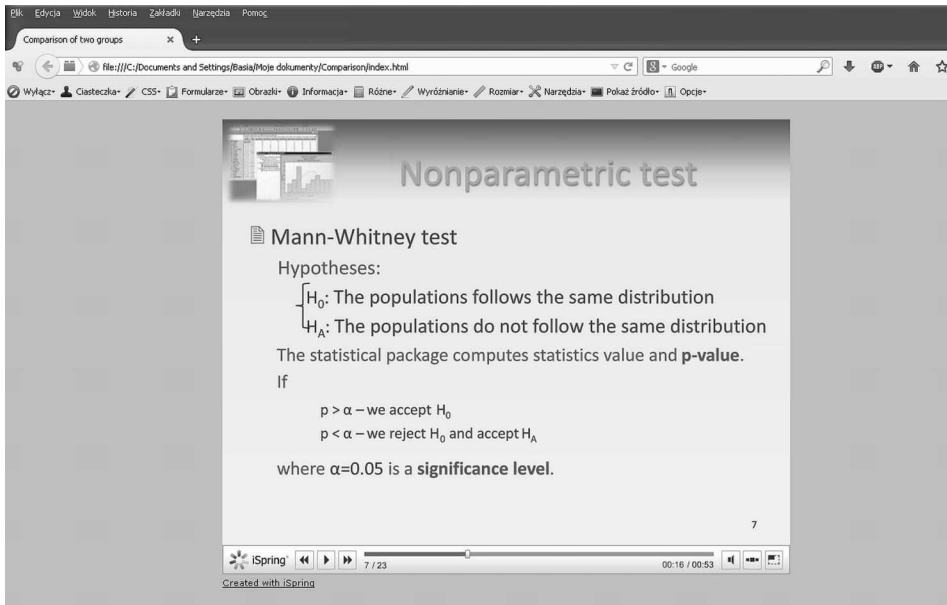 Plik Edycja Widok Historia Zakładki Narzędzia Pomoc
Comparison of two groups × +
file:///C:/Documents and Settings/Basia/Moje dokumenty/Comparison/index.html
Google
Wyłącz Ciasteczka CSS Formularze Obrazki Informacja Różne Wyróżnianie Rozmiar Narzędzia Pokaż źródło Opcje
Nonparametric test
Mann-Whitney test
Hypotheses:
H₀: The populations follows the same distribution
Hₐ: The populations do not follow the same distribution
The statistical package computes statistics value and p-value.
If
p > α – we accept H₀
p < α – we reject H₀ and accept Hₐ
where α=0.05 is a significance level.
7
iSpring
7 / 23
00:16 / 00:53
Created with iSpring